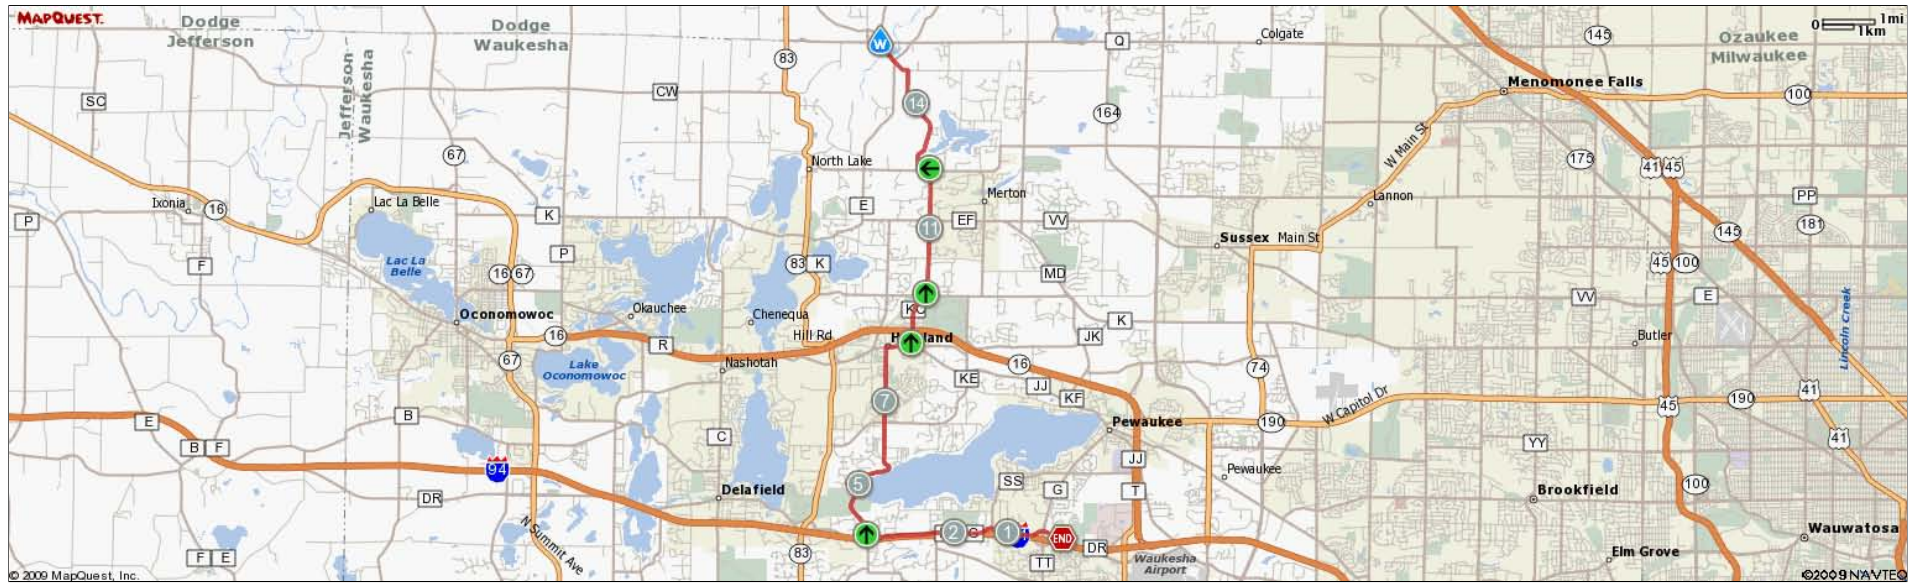 MAPQUEST.
Dodge
Jefferson
Dodge
Waukesha
Jefferson
Waukesha
W
83
Q
Colgate
145
Ozaukee
Milwaukee
0
1mi
1km
SC
CW
14
164
Menomonee Falls
100
67
North Lake
W Main St
175
41
45
Ixonia
16
Lac La Belle
K
E
Merton
Lannon
PP
P
EF
VV
11
Sussex
Main St
145
181
P
F
Lac La
Belle
16
67
83
K
MD
45
100
KC
VV
E
Oconomowoc
Okauchee
Chenequa
K
Lincoln Creek
16
R
Hill Rd
JK
Butler
67
Lake
Oconomowoc
Nashotah
16
74
KE
JJ
KF
7
W Capitol Dr
190
41
E
B
45
Pewaukee
190
B
F
C
YY
41
94
JJ
Pewaukee
5
SS
G
T
100
DR
Delafield
Brookfield
N Summit Ave
Wauwatosa
F
E
83
2
G
1
END
DR
TT
Waukesha
Airport
Elm Grove
© 2009 MapQuest, Inc.
©2009 NAVTEQ